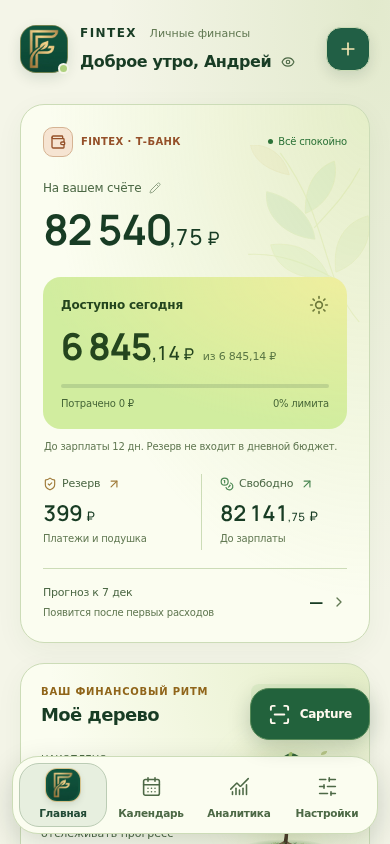 FINTEX Личные финансы
Доброе утро, Андрей
FINTEX · Т-БАНК
Всё спокойно
На вашем счёте
82 540,75 ₽
Доступно сегодня
6 845,14 ₽ из 6 845,14 ₽
Потрачено 0 ₽
0% лимита
До зарплаты 12 дн. Резерв не входит в дневной бюджет.
Резерв
399 ₽
Платежи и подушка
Свободно
82 141,75 ₽
До зарплаты
Прогноз к 7 дек
Появится после первых расходов
—
ВАШ ФИНАНСОВЫЙ РИТМ
Моё дерево
Capture
Главная
Календарь
Аналитика
Настройки
отслеживать прогресс